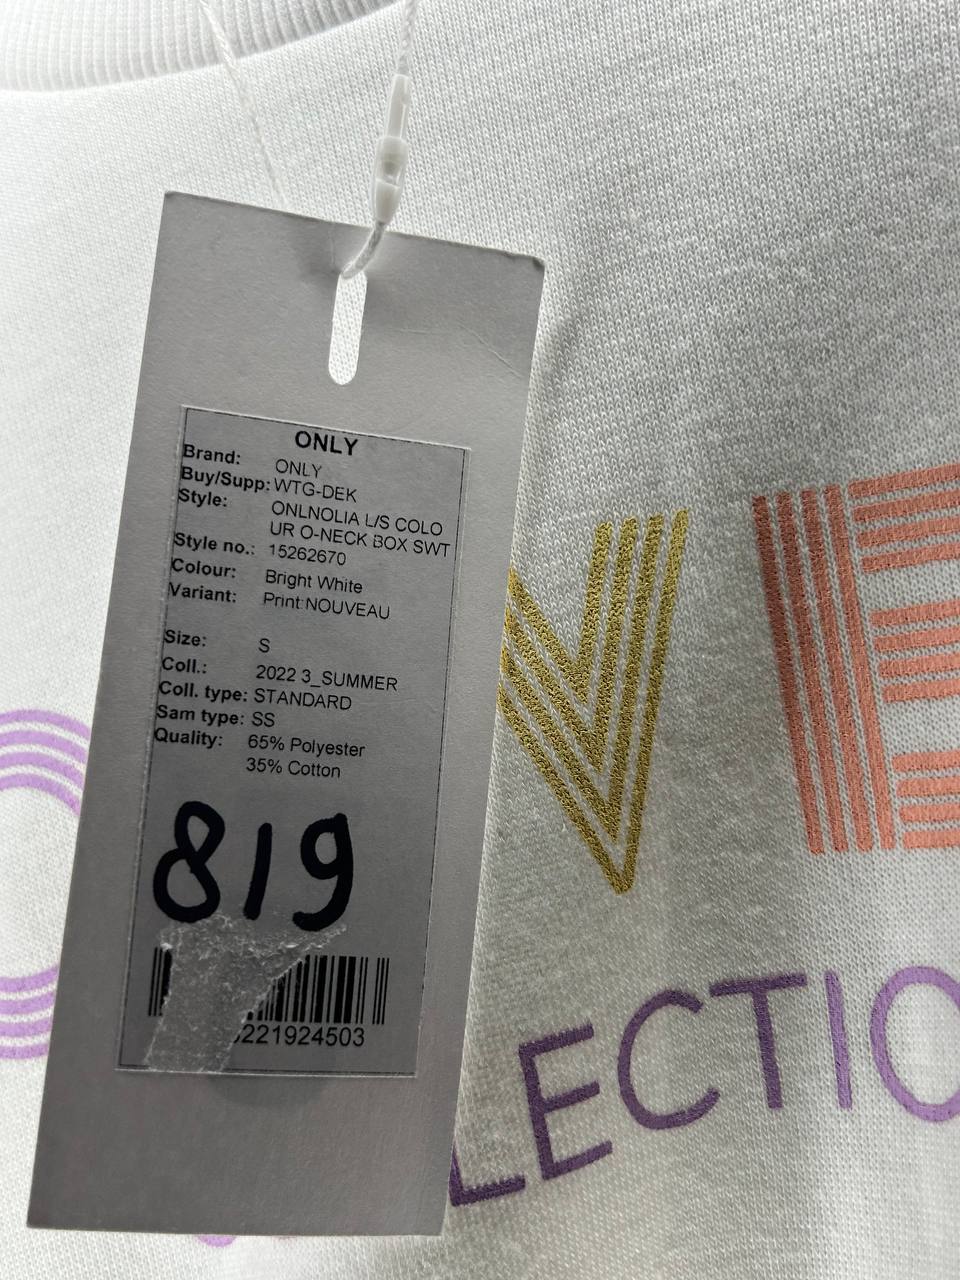 ONLY
Brand: ONLY
Buy/Supp: WTG-DEK
Style: ONLNOLIA L/S COLO
UR O-NECK BOX SWT
Style no.: 15262670
Colour: Bright White
Variant: Print:NOUVEAU
Size: S
Coll.: 2022 3_SUMMER
Coll. type: STANDARD
Sam type: SS
Quality: 65% Polyester
35% Cotton
819
221924503
VE
LECTIO